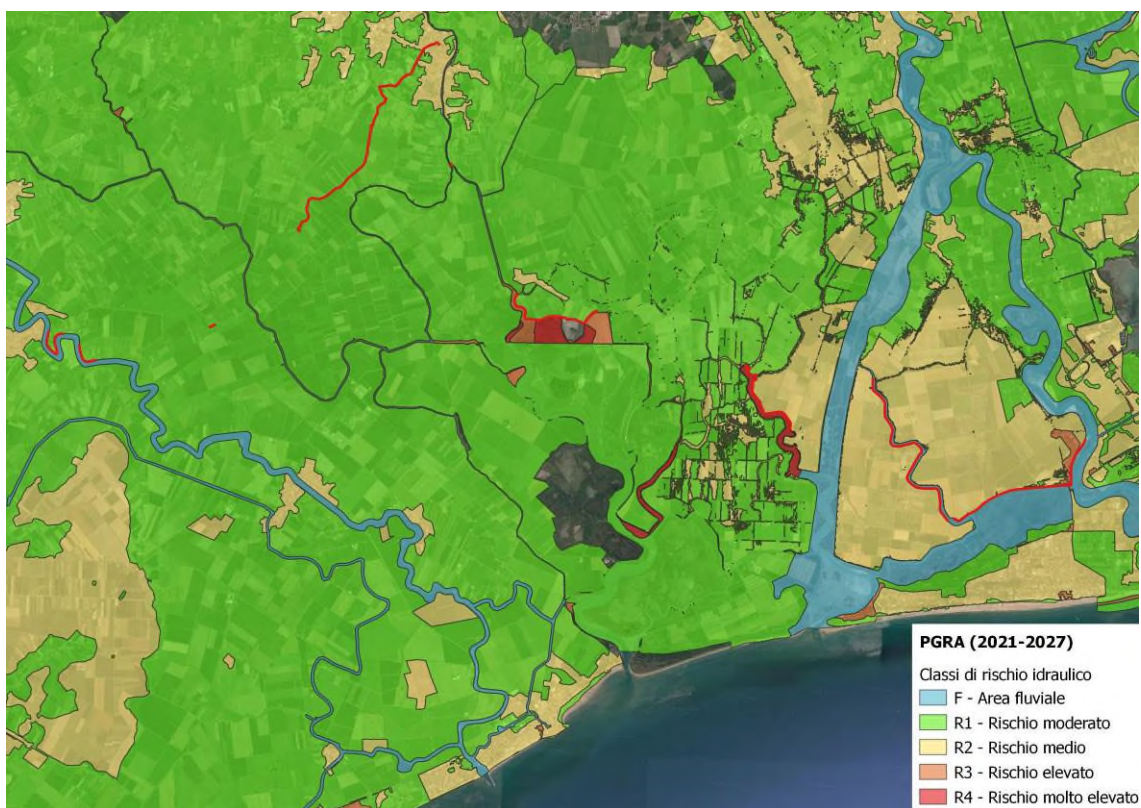 PGRA (2021-2027)
Classi di rischio idraulico
F - Area fluviale
R1 - Rischio moderato
R2 - Rischio medio
R3 - Rischio elevato
R4 - Rischio molto elevato